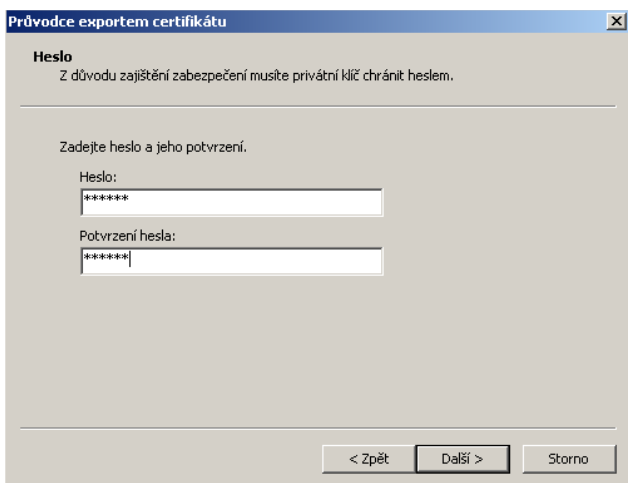 Průvodce exportem certifikátu
Heslo
Z důvodu zajištění zabezpečení musíte privátní klíč chránit heslem.
Zadejte heslo a jeho potvrzení.
Heslo:
******
Potvrzení hesla:
******
< Zpět
Další >
Storno